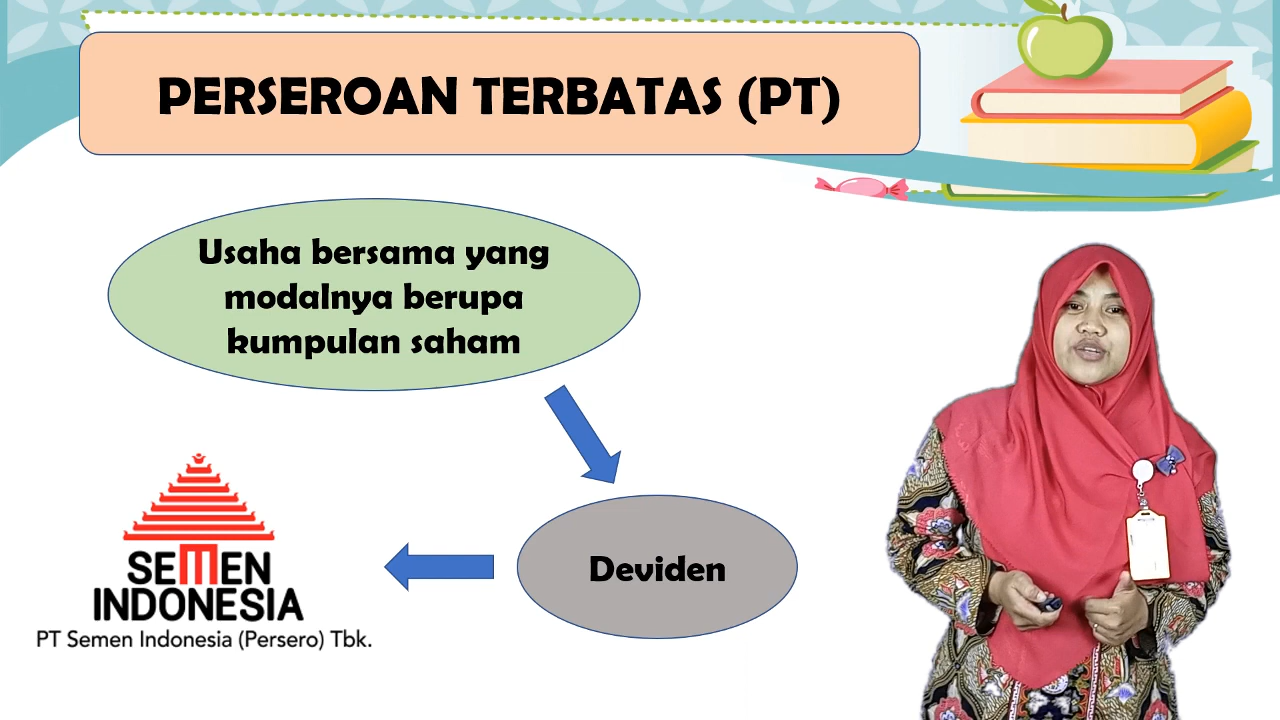 PERSEROAN TERBATAS (PT)
Usaha bersama yang
modalnya berupa
kumpulan saham
Deviden
SEMEN
INDONESIA
PT Semen Indonesia (Persero) Tbk.